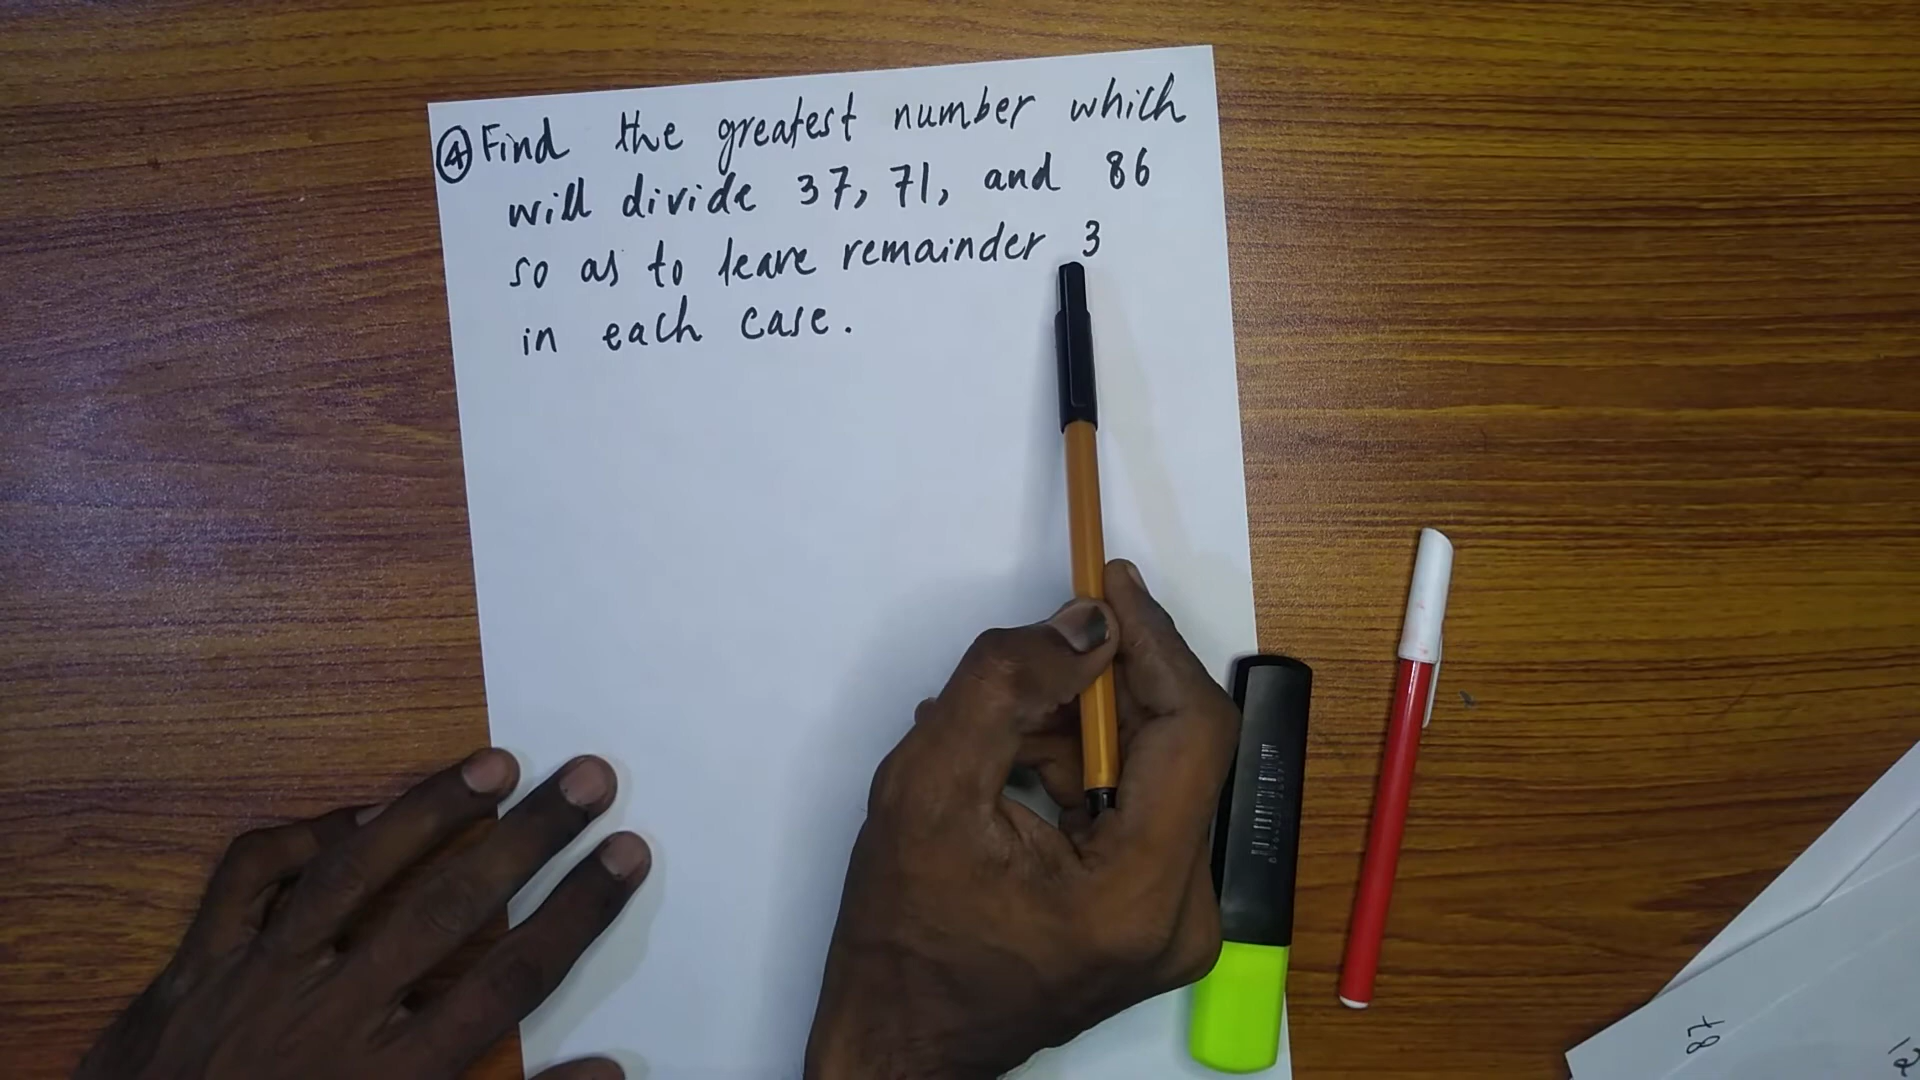 ④ Find the greatest number which
will divide 37, 71, and 86
so as to leave remainder 3
in each case.